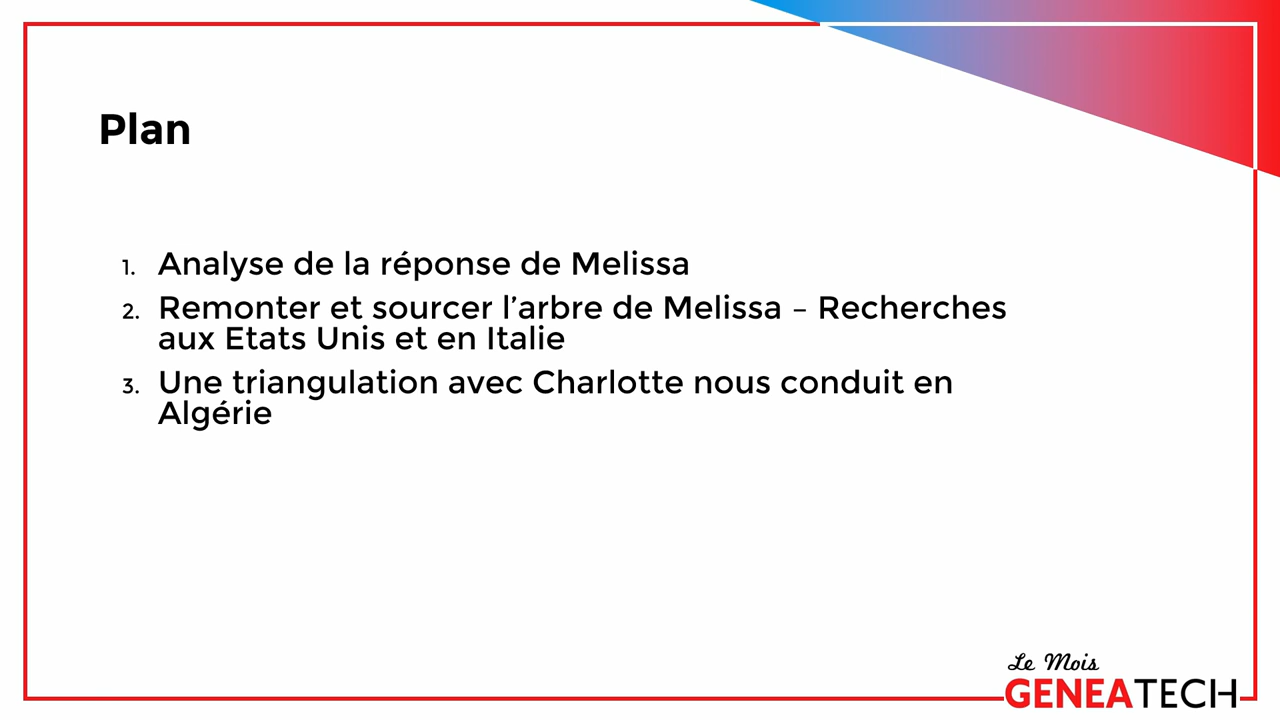 Plan
1. Analyse de la réponse de Melissa
2. Remonter et sourcer l’arbre de Melissa – Recherches
aux Etats Unis et en Italie
3. Une triangulation avec Charlotte nous conduit en
Algérie
Le Mois
GENEATECH